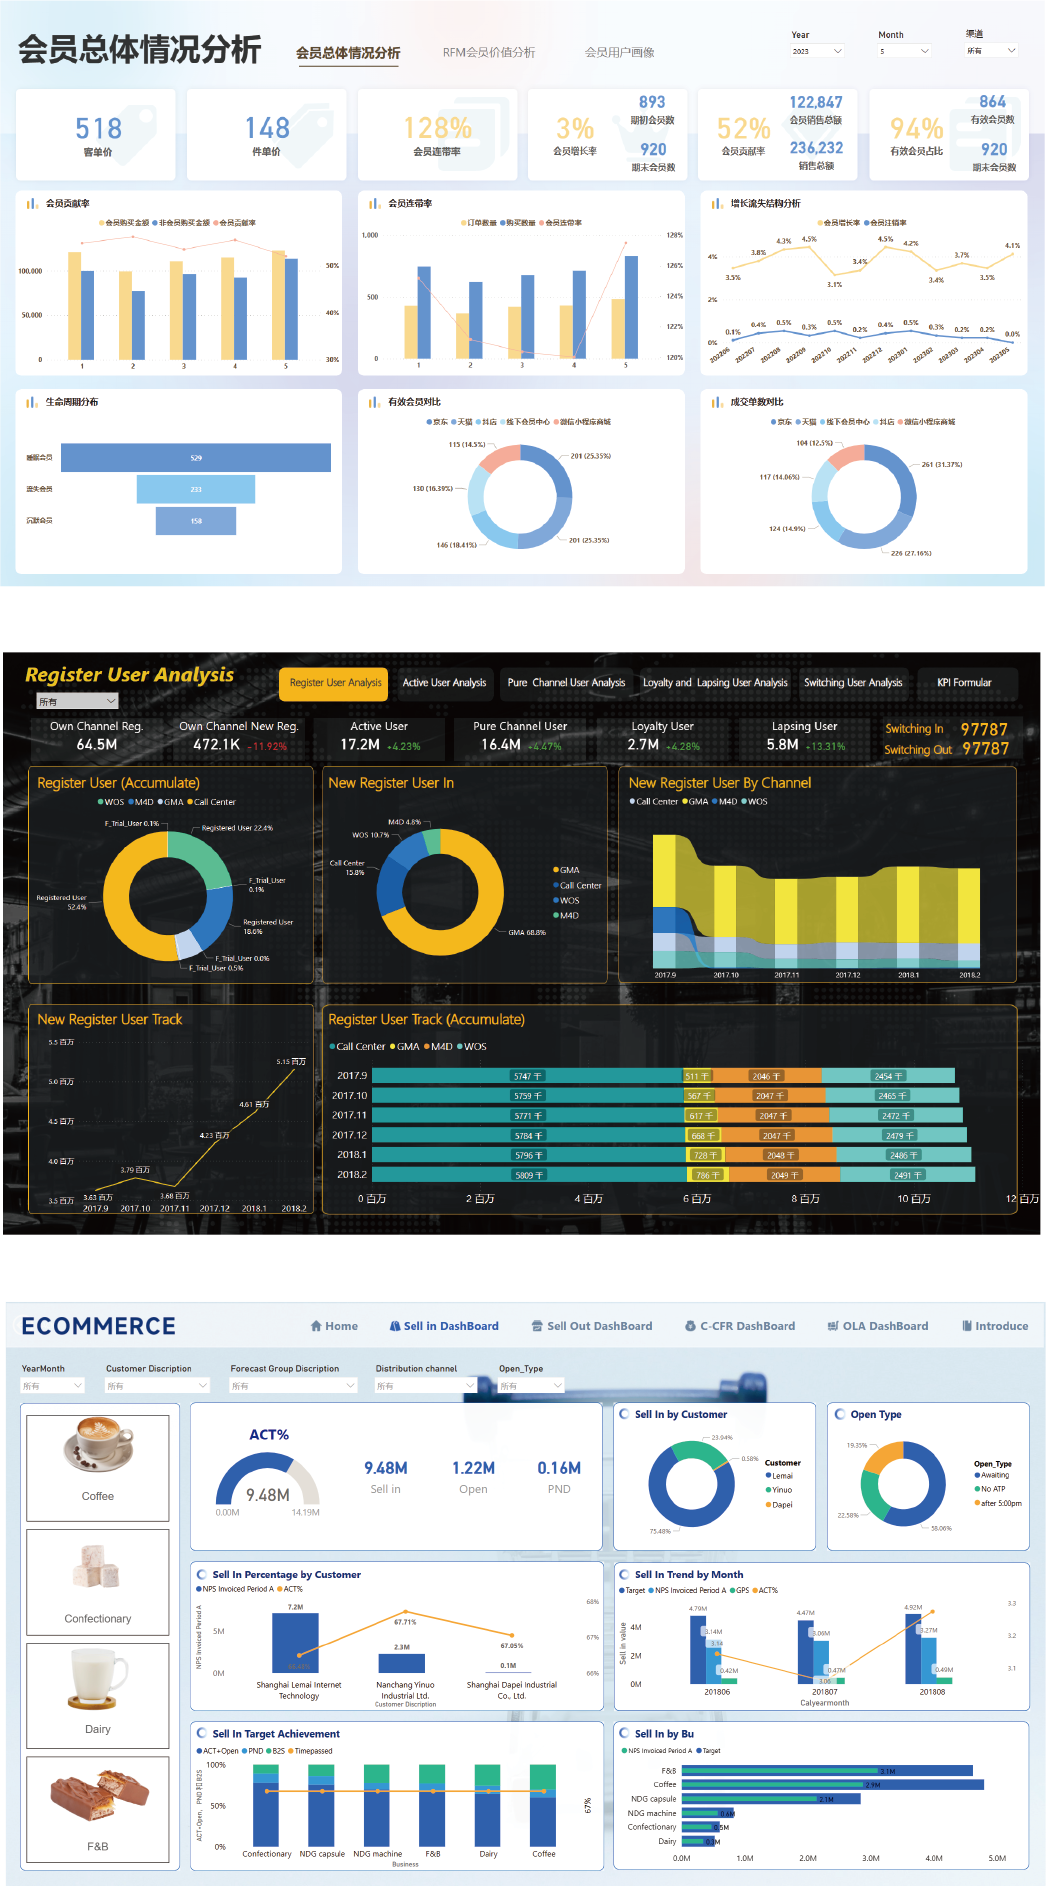 会员总体情况分析
会员总体情况分析 RFM会员价值分析 会员用户画像
Year Month 渠道
2023 5 所有
518 客单价
148 件单价
128% 会员连带率
3% 会员增长率 893 期初会员数 920 期末会员数
52% 会员贡献率 122,847 会员销售总额 236,232 销售总额
94% 有效会员占比 864 有效会员数 920 期末会员数
会员贡献率
会员购买金额 非会员购买金额 会员贡献率
100,000 50,000 0
50% 40% 30%
1 2 3 4 5
会员连带率
订单数量 购买数量 会员连带率
1,000 500 0
128% 126% 124% 122% 120%
1 2 3 4 5
增长流失结构分析
会员增长率 会员注销率
4% 2% 0%
3.5% 3.8% 4.3% 4.5% 3.1% 3.4% 4.5% 4.2% 3.4% 3.7% 3.5% 4.1%
0.1% 0.4% 0.5% 0.3% 0.5% 0.2% 0.4% 0.5% 0.3% 0.2% 0.2% 0.0%
202206 202207 202208 202209 202210 202211 202212 202301 202302 202303 202304 202305
生命周期分布
睡眠会员 529
流失会员 233
沉默会员 158
有效会员对比
京东 天猫 抖店 线下会员中心 微信小程序商城
115 (14.5%)
201 (25.35%)
130 (16.39%)
146 (18.41%)
201 (25.35%)
成交单数对比
京东 天猫 线下会员中心 抖店 微信小程序商城
104 (12.5%)
261 (31.37%)
117 (14.06%)
124 (14.9%)
226 (27.16%)
Register User Analysis
所有
Register User Analysis Active User Analysis Pure Channel User Analysis Loyalty and Lapsing User Analysis Switching User Analysis KPI Formular
Own Channel Reg. 64.5M
Own Channel New Reg. 472.1K -11.92%
Active User 17.2M +4.23%
Pure Channel User 16.4M +4.47%
Loyalty User 2.7M +4.28%
Lapsing User 5.8M +13.31%
Switching In 97787
Switching Out 97787
Register User (Accumulate)
WOS M4D GMA Call Center
F_Trial_User 0.1%
Registered User 22.4%
F_Trial_User 0.1%
Registered User 52.4%
Registered User 18.6%
F_Trial_User 0.0%
F_Trial_User 0.5%
New Register User In
M4D 4.8%
WOS 10.7%
Call Center 15.8%
GMA 68.8%
GMA
Call Center
WOS
M4D
New Register User By Channel
Call Center GMA M4D WOS
2017.9 2017.10 2017.11 2017.12 2018.1 2018.2
New Register User Track
5.5 百万
5.0 百万
4.5 百万
4.0 百万
3.5 百万
3.63 百万 3.79 百万 3.68 百万 4.23 百万 4.61 百万 5.15 百万
2017.9 2017.10 2017.11 2017.12 2018.1 2018.2
Register User Track (Accumulate)
Call Center GMA M4D WOS
2017.9 5747 千 511 千 2046 千 2454 千
2017.10 5759 千 567 千 2047 千 2465 千
2017.11 5771 千 617 千 2047 千 2472 千
2017.12 5784 千 668 千 2047 千 2479 千
2018.1 5796 千 728 千 2048 千 2486 千
2018.2 5809 千 786 千 2049 千 2491 千
0 百万 2 百万 4 百万 6 百万 8 百万 10 百万 12 百万
ECOMMERCE
Home Sell in DashBoard Sell Out DashBoard C-CFR DashBoard OLA DashBoard Introduce
YearMonth Customer Discription Forecast Group Discription Distribution channel Open_Type
所有 所有 所有 所有 所有
Coffee
Confectionary
Dairy
F&B
ACT%
9.48M
0.00M 14.19M
9.48M Sell in
1.22M Open
0.16M PND
Sell In by Customer
23.94%
0.58%
75.48%
Customer
Lemai
Yinuo
Dapei
Open Type
19.35%
22.58%
58.06%
Open_Type
Awaiting
No ATP
after 5:00pm
Sell In Percentage by Customer
NPS Invoiced Period A ACT%
NPS Invoiced Period A
5M 0M
7.2M 2.3M 0.1M
67.71% 67.05%
68% 67% 66%
Shanghai Lemai Internet Technology
Nanchang Yinuo Industrial Ltd.
Shanghai Dapei Industrial Co., Ltd.
Customer Discription
Sell In Trend by Month
Target NPS Invoiced Period A GPS ACT%
Sell in value
4M 2M 0M
4.79M 3.14M 3.14 0.42M
4.47M 3.06M 3.06 0.47M
4.92M 3.27M 0.49M
3.3 3.2 3.1
201806 201807 201808
Calyearmonth
Sell In Target Achievement
ACT+Open PND B2S Timepassed
ACT+Open、PND和B2S
100% 50% 0%
67%
Confectionary NDG capsule NDG machine F&B Dairy Coffee
Business
Sell In by Bu
NPS Invoiced Period A Target
F&B 3.1M
Coffee 2.9M
NDG capsule 2.1M
NDG machine 0.6M
Confectionary 0.5M
Dairy 0.3M
0.0M 1.0M 2.0M 3.0M 4.0M 5.0M